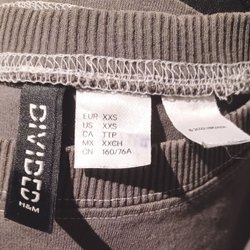 DIVIDED
H&M
EUR XXS
US XXS
CA TTP
MX XXCH
CN 160/76A